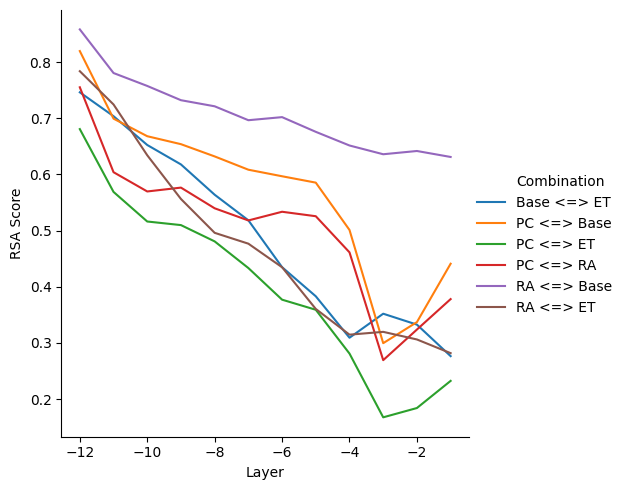 0.8
0.7
0.6
0.5
0.4
0.3
0.2
RSA Score
−12
−10
−8
−6
−4
−2
Layer
Combination
Base <=> ET
PC <=> Base
PC <=> ET
PC <=> RA
RA <=> Base
RA <=> ET